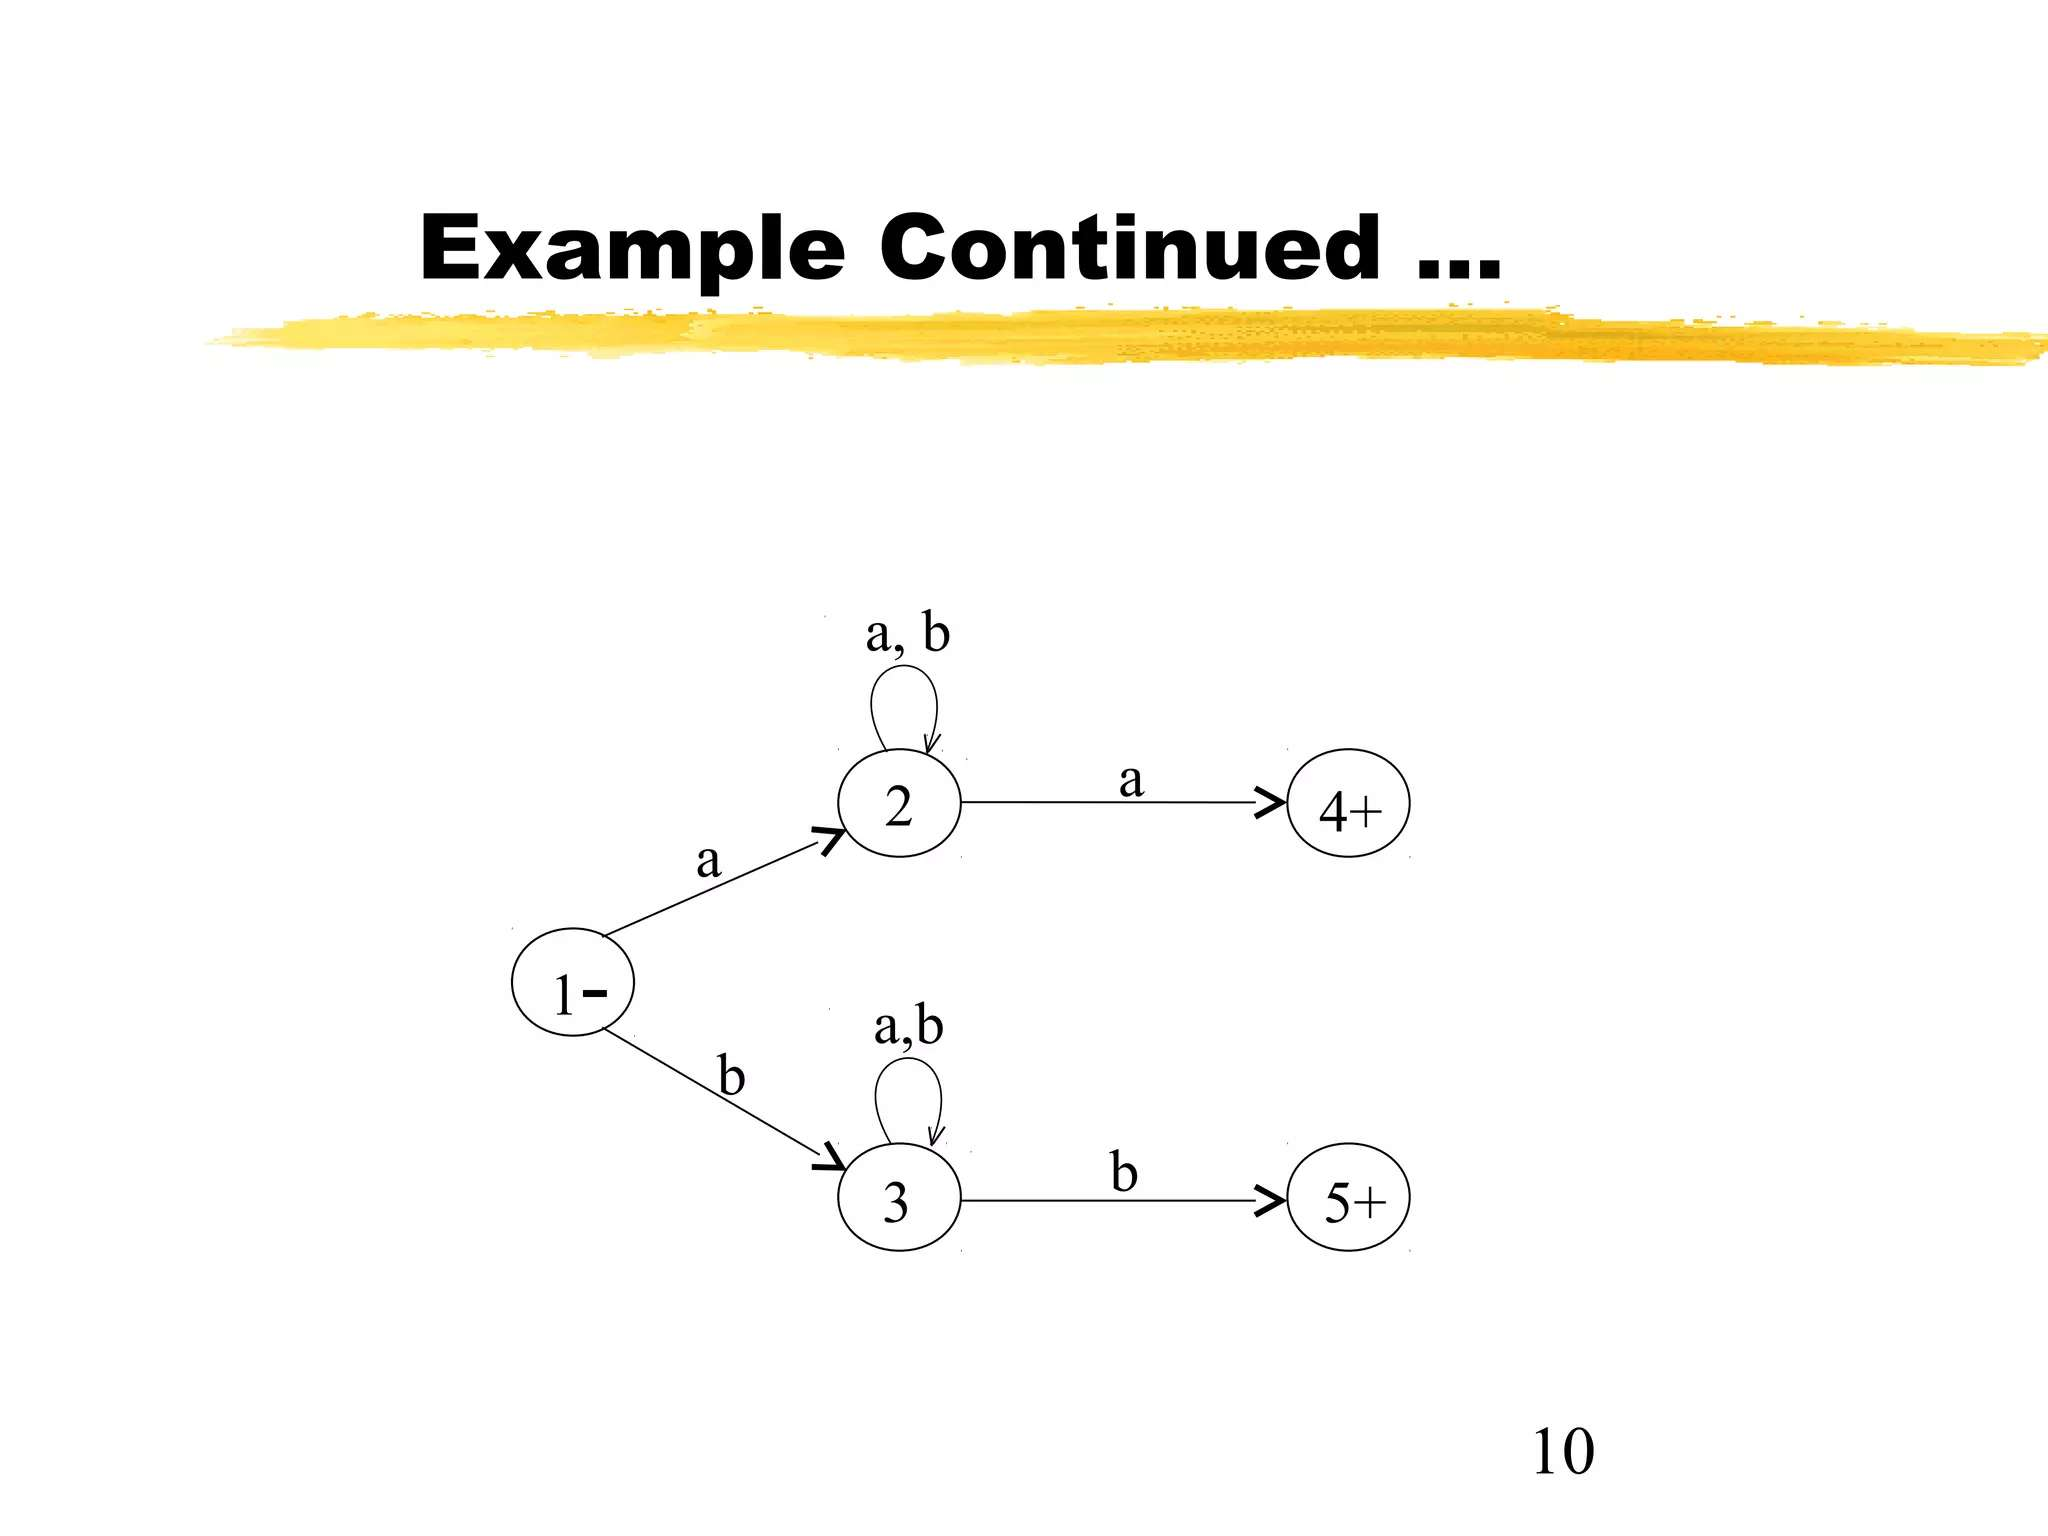 Example Continued ...
a, b
2
a
4+
a
1-
a,b
b
3
b
5+
10